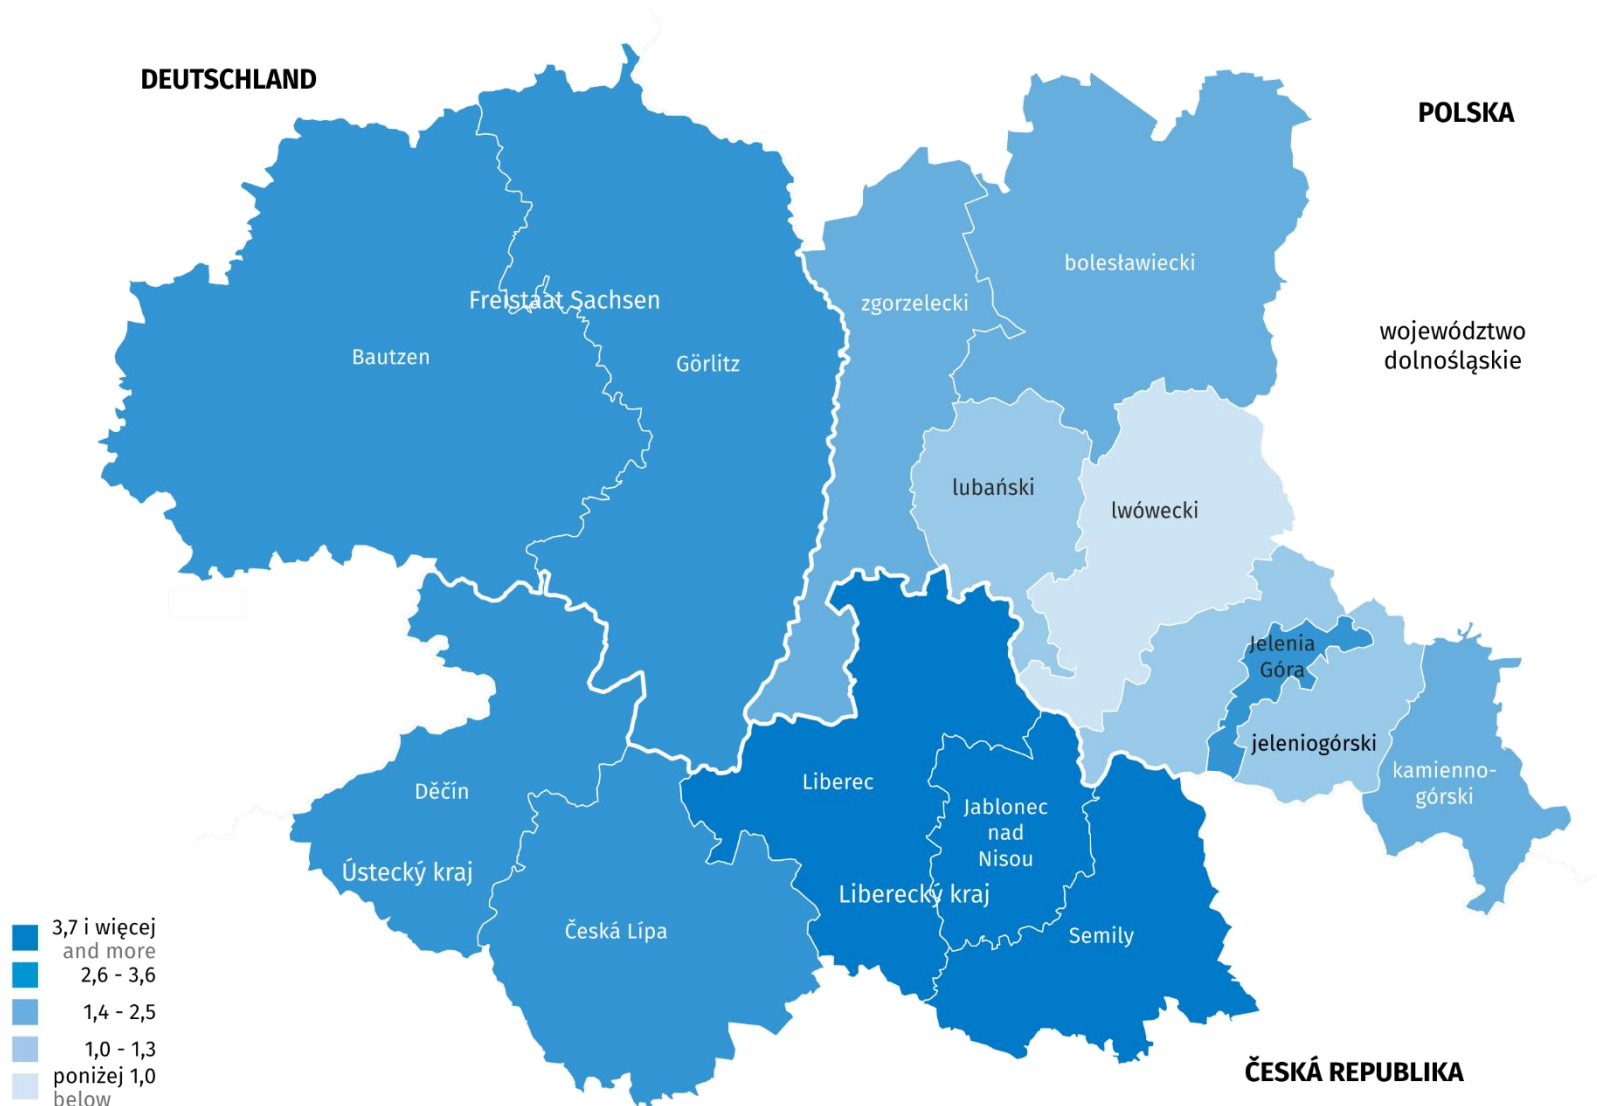 DEUTSCHLAND
POLSKA
bolesławiecki
Freistaat Sachsen
zgorzelecki
województwo
dolnośląskie
Bautzen
Görlitz
lubański
lwówecki
Jelenia
Góra
jeleniogórski
kamienno-
górski
Děčín
Liberec
Jablonec
nad
Nisou
Ústecký kraj
Liberecký kraj
Česká Lípa
Semily
3,7 i więcej
and more
2,6 - 3,6
1,4 - 2,5
1,0 - 1,3
poniżej 1,0
below
ČESKÁ REPUBLIKA